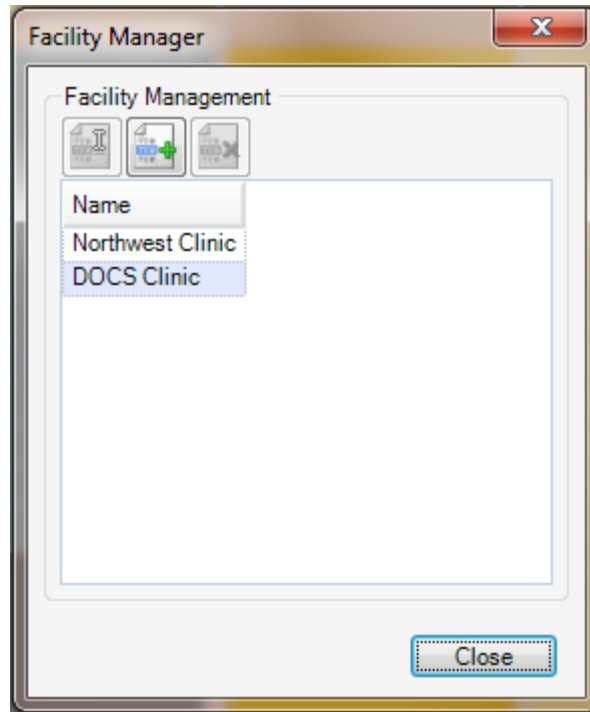 Facility Manager
Facility Management
Name
Northwest Clinic
DOCS Clinic
Close